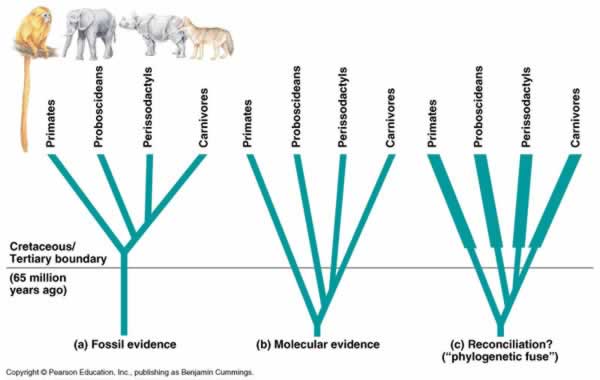 Primates
Proboscideans
Perissodactyls
Carnivores
Primates
Proboscideans
Perissodactyls
Carnivores
Primates
Proboscideans
Perissodactyls
Carnivores
Cretaceous/
Tertiary boundary
(65 million
years ago)
(a) Fossil evidence
(b) Molecular evidence
(c) Reconciliation?
("phylogenetic fuse")
Copyright © Pearson Education, Inc., publishing as Benjamin Cummings.